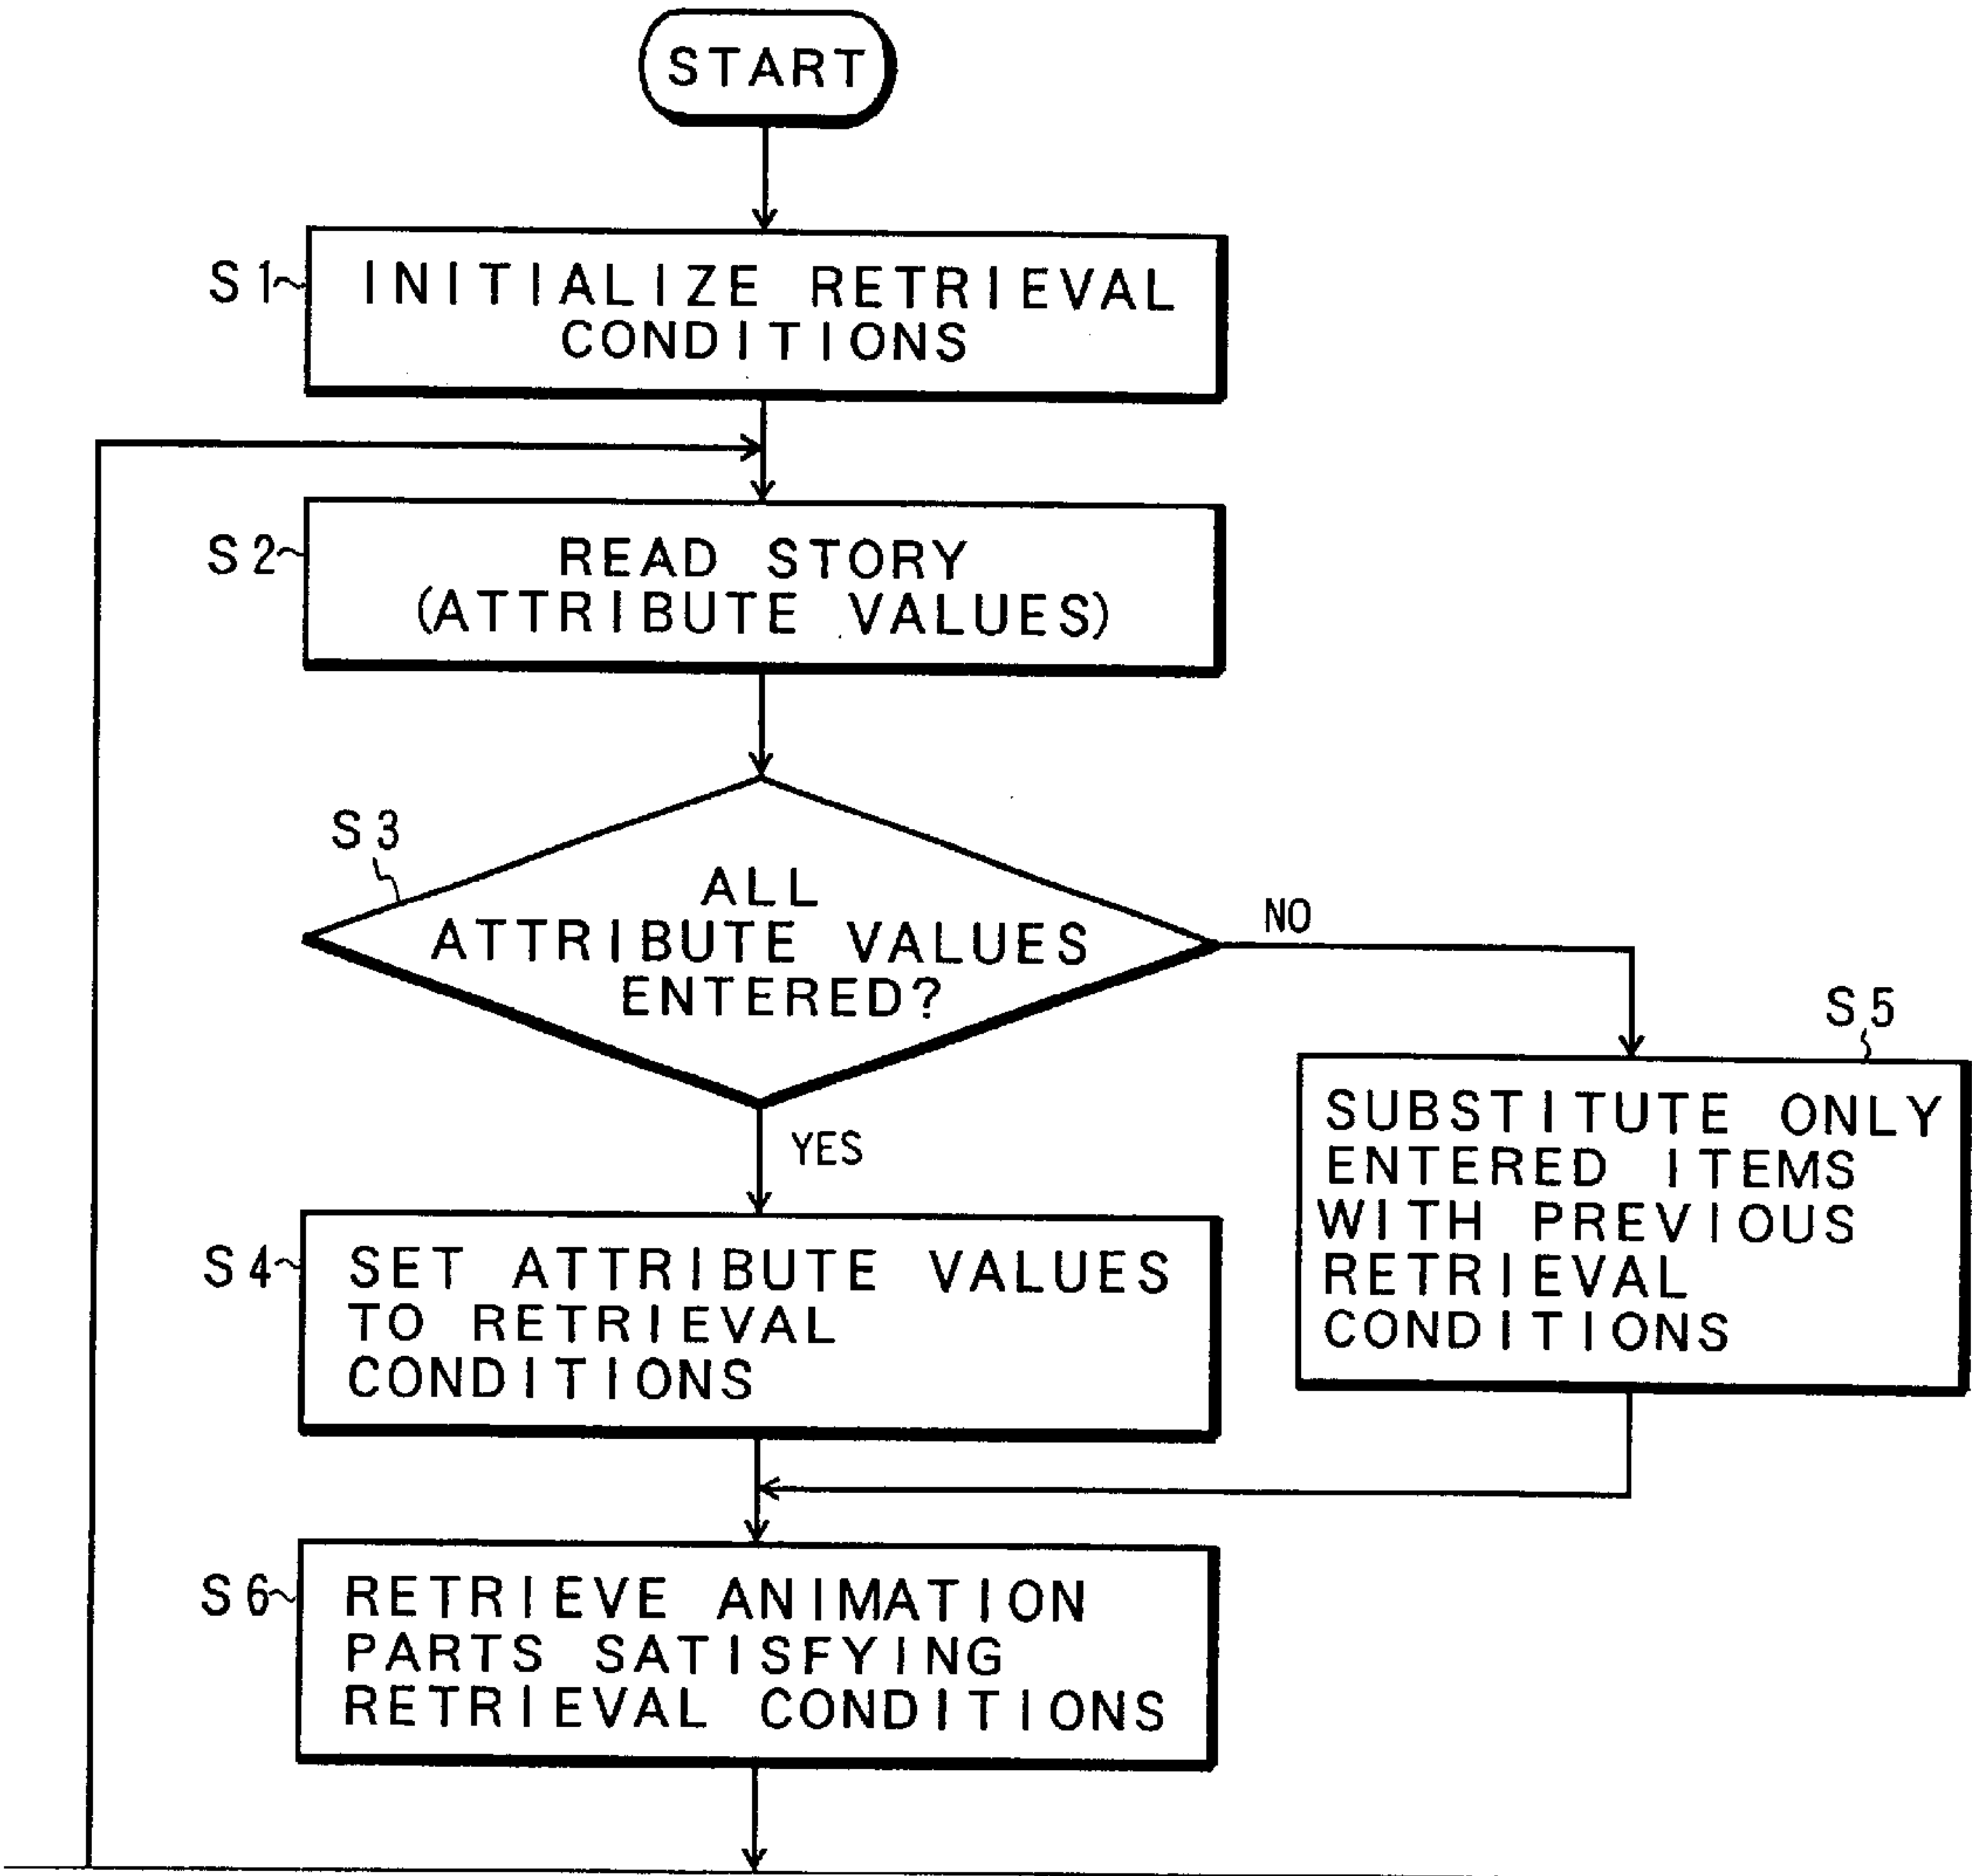 START
S1
INITIALIZE RETRIEVAL
CONDITIONS
S2
READ STORY
(ATTRIBUTE VALUES)
S3
ALL
ATTRIBUTE VALUES
ENTERED?
NO
YES
S5
SUBSTITUTE ONLY
ENTERED ITEMS
WITH PREVIOUS
RETRIEVAL
CONDITIONS
S4
SET ATTRIBUTE VALUES
TO RETRIEVAL
CONDITIONS
S6
RETRIEVE ANIMATION
PARTS SATISFYING
RETRIEVAL CONDITIONS